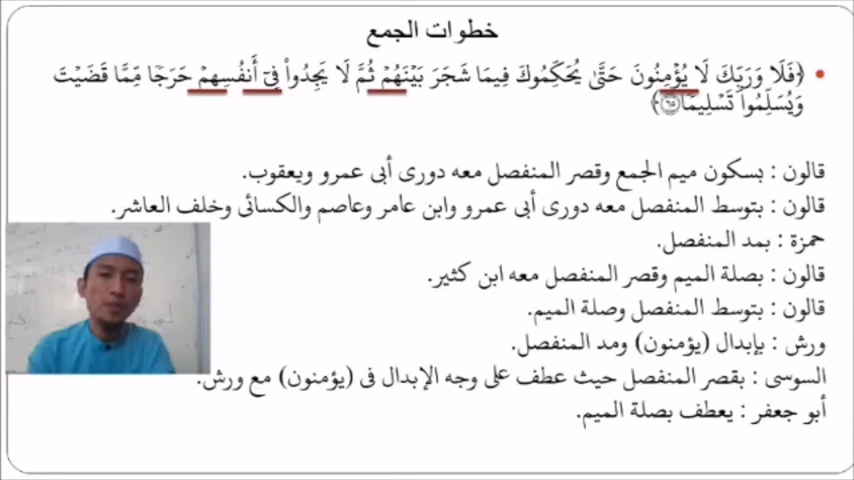 خطوات الجمع
• ﴿فَلَا وَرَبِّكَ لَا يُؤْمِنُونَ حَتَّىٰ يُحَكِّمُوكَ فِيمَا شَجَرَ بَيْنَهُمْ ثُمَّ لَا يَجِدُوا۟ فِىٓ أَنفُسِهِمْ حَرَجًا مِّمَّا قَضَيْتَ
وَيُسَلِّمُوا۟ تَسْلِيمًا ٦٥﴾
قالون : بسكون ميم الجمع وقصر المنفصل معه دورى أبى عمرو ويعقوب.
قالون : بتوسط المنفصل معه دورى أبى عمرو وابن عامر وعاصم والكسائى وخلف العاشر.
حمزة : بمد المنفصل.
قالون : بصلة الميم وقصر المنفصل معه ابن كثير.
قالون : بتوسط المنفصل وصلة الميم.
ورش : بإبدال (يؤمنون) ومد المنفصل.
السوسى : بقصر المنفصل حيث عطف على وجه الإبدال فى (يؤمنون) مع ورش.
أبو جعفر : يعطف بصلة الميم.